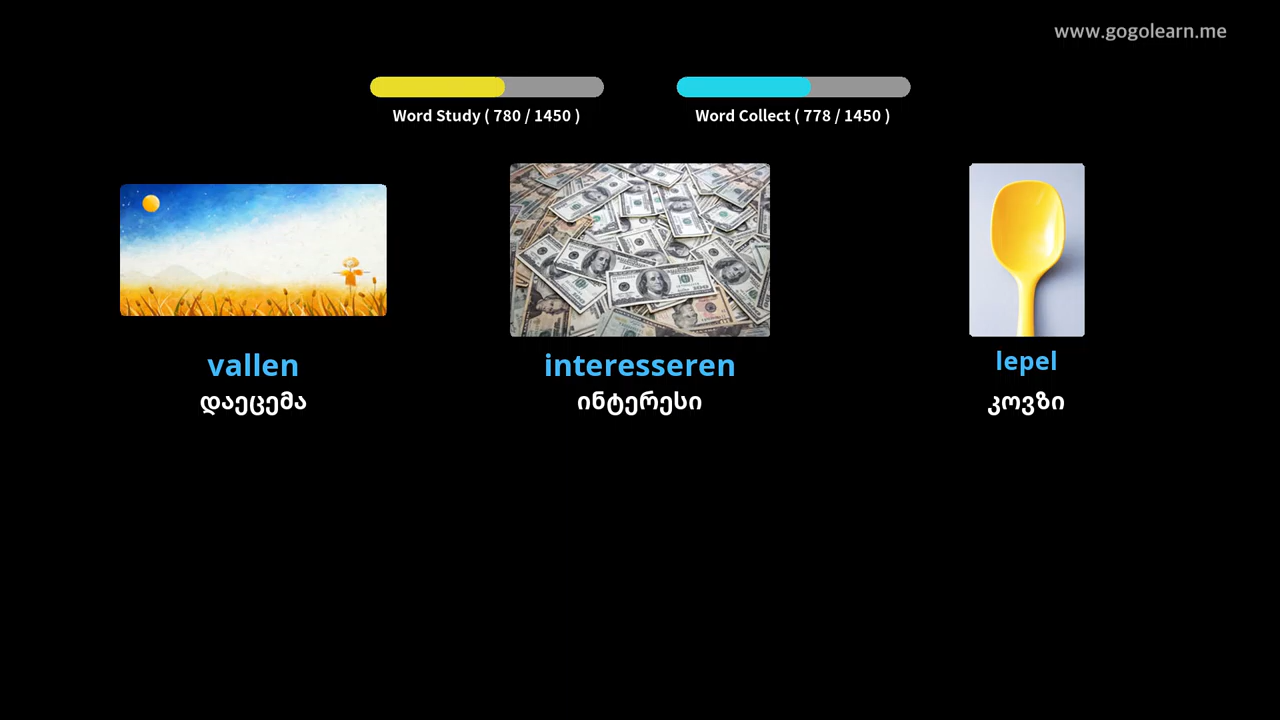 www.gogolearn.me
Word Study ( 780 / 1450 )
Word Collect ( 778 / 1450 )
vallen
interesseren
lepel
დაეცემა
ინტერესი
კოვზი